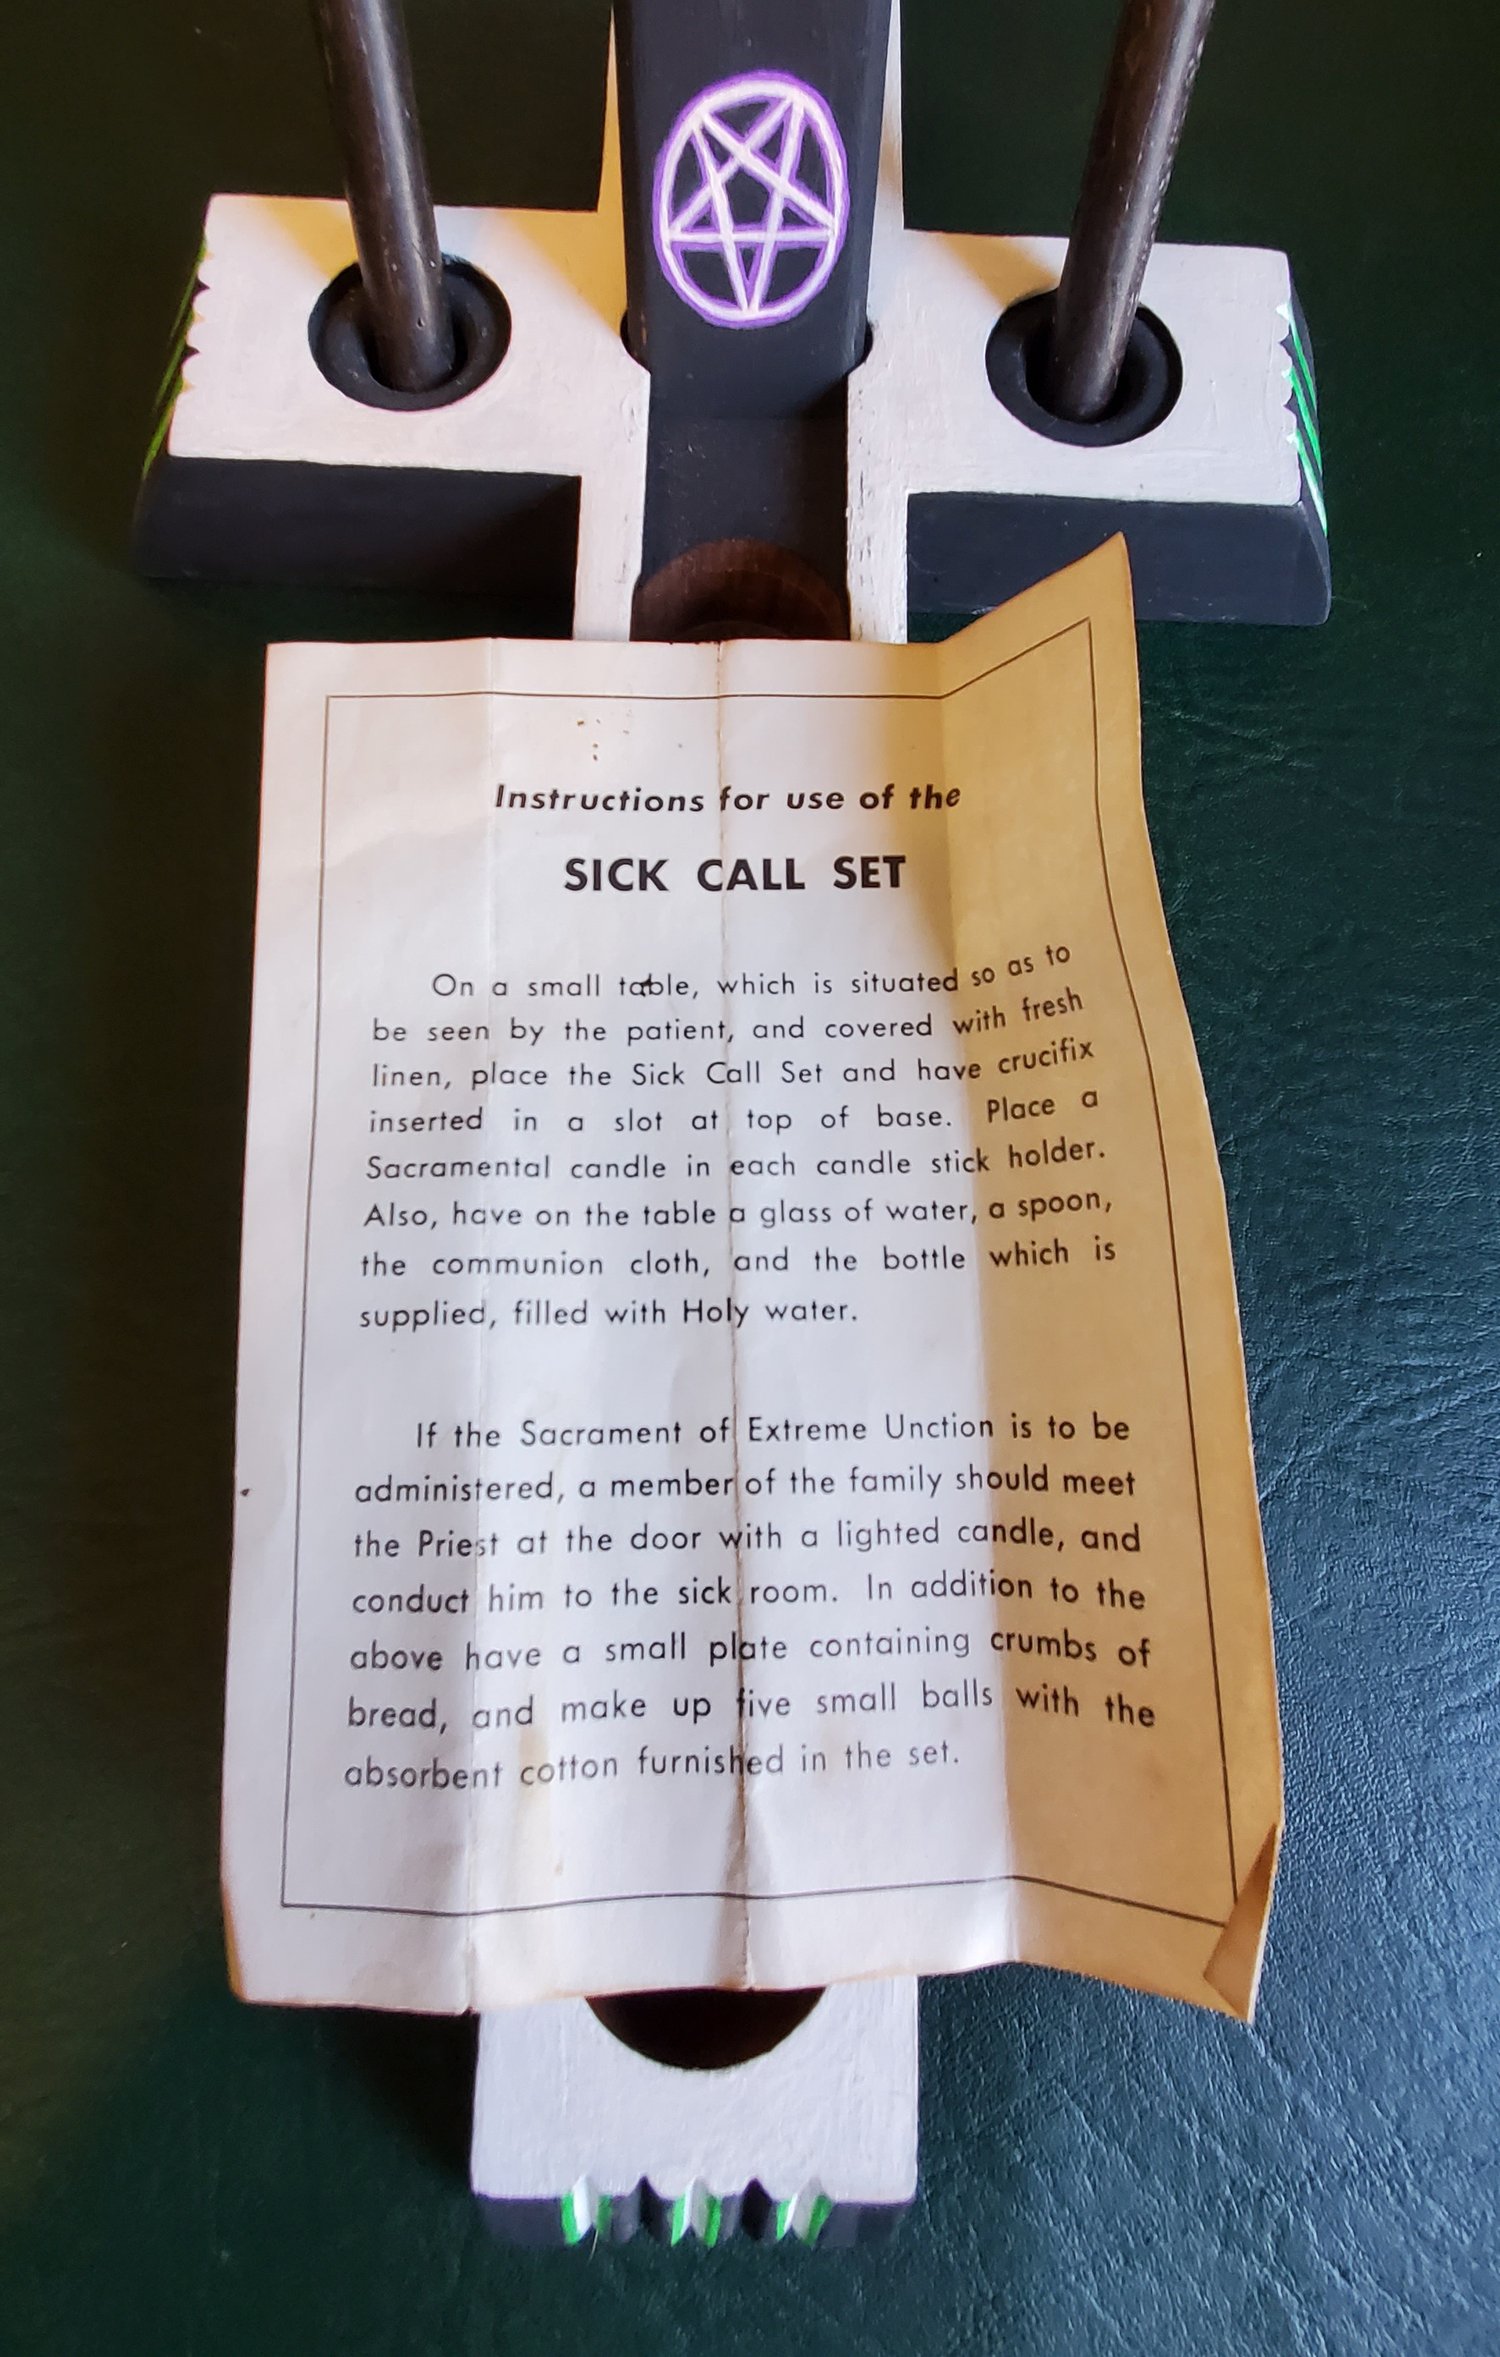 Instructions for use of the
SICK CALL SET
On a small table, which is situated so as to
be seen by the patient, and covered with fresh
linen, place the Sick Call Set and have crucifix
inserted in a slot at top of base. Place a
Sacramental candle in each candle stick holder.
Also, have on the table a glass of water, a spoon,
the communion cloth, and the bottle which is
supplied, filled with Holy water.
If the Sacrament of Extreme Unction is to be
administered, a member of the family should meet
the Priest at the door with a lighted candle, and
conduct him to the sick room. In addition to the
above have a small plate containing crumbs of
bread, and make up five small balls with the
absorbent cotton furnished in the set.